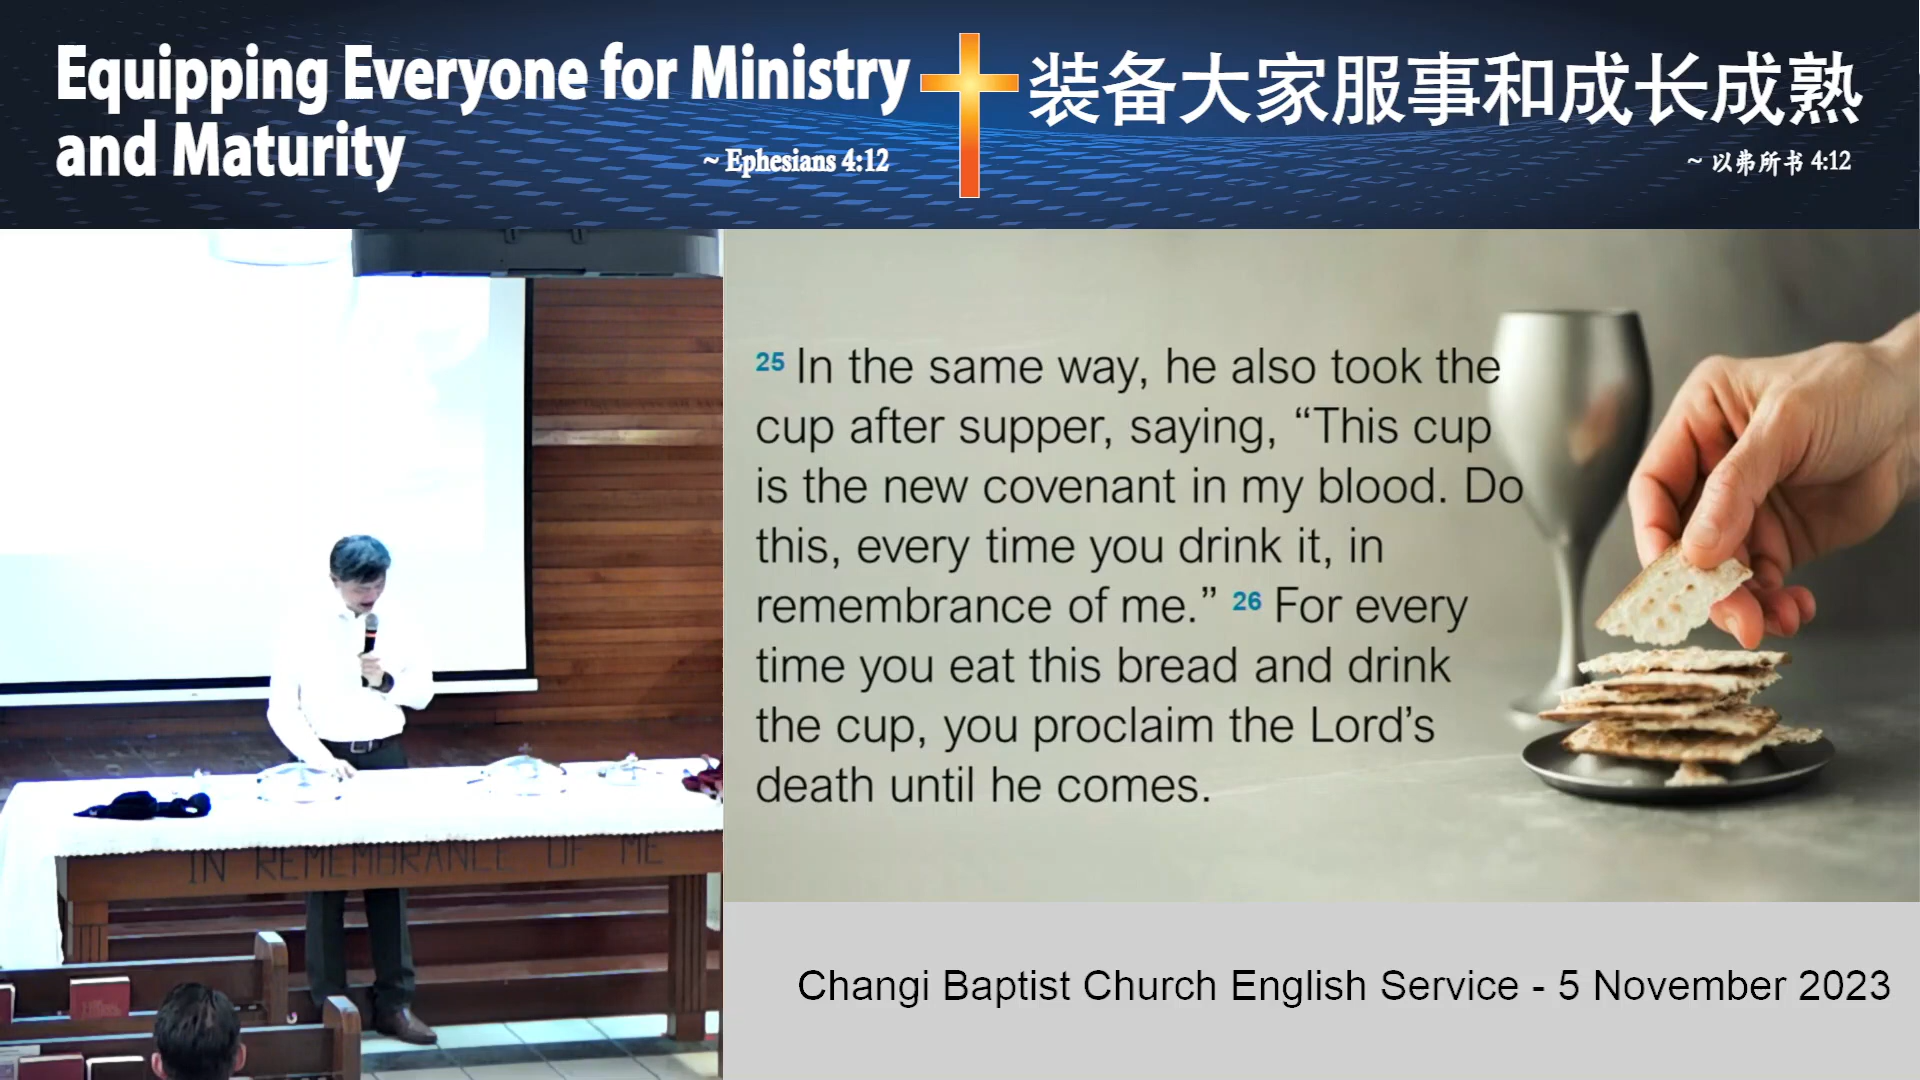 Equipping Everyone for Ministry
and Maturity
~ Ephesians 4:12
装备大家服事和成长成熟
~ 以弗所书 4:12
25 In the same way, he also took the
cup after supper, saying, “This cup
is the new covenant in my blood. Do
this, every time you drink it, in
remembrance of me.” 26 For every
time you eat this bread and drink
the cup, you proclaim the Lord’s
death until he comes.
IN REMEMBRANCE OF ME
Changi Baptist Church English Service - 5 November 2023